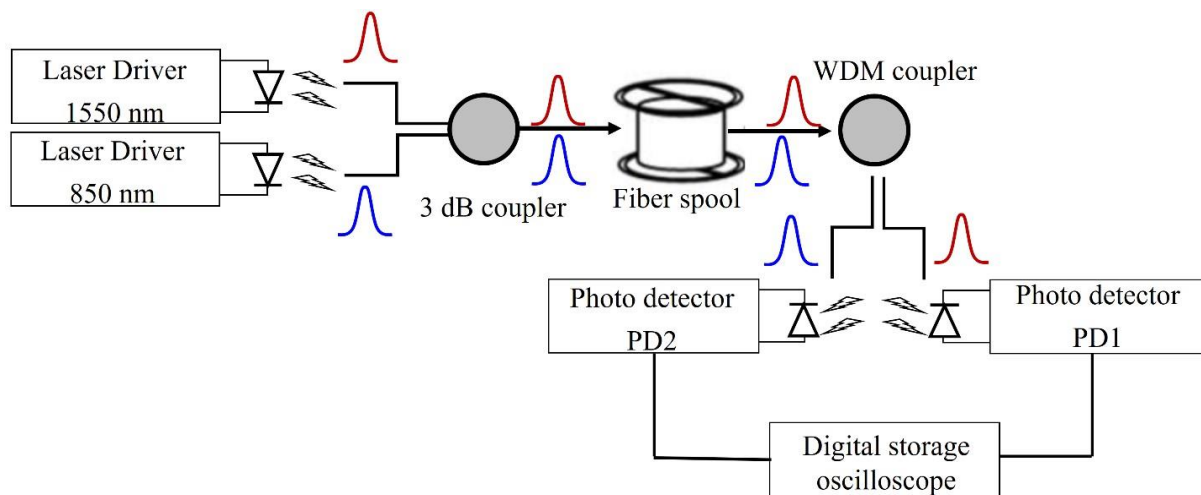 Laser Driver
1550 nm
Laser Driver
850 nm
3 dB coupler
Fiber spool
WDM coupler
Photo detector
PD2
Photo detector
PD1
Digital storage
oscilloscope